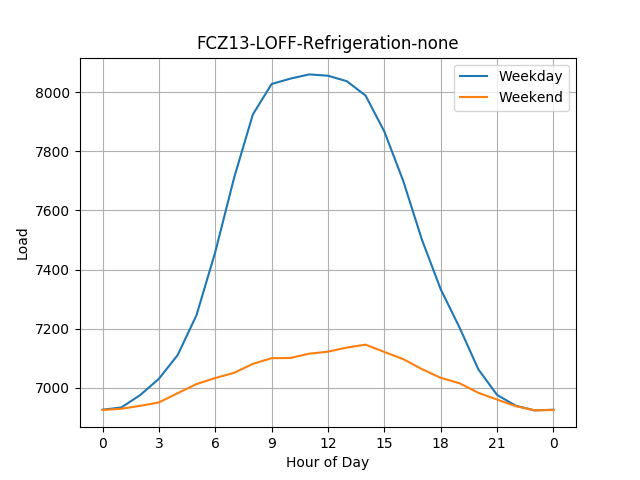 FCZ13-LOFF-Refrigeration-none
Weekday
Weekend
8000
7800
7600
7400
7200
7000
Load
0 3 6 9 12 15 18 21 0
Hour of Day